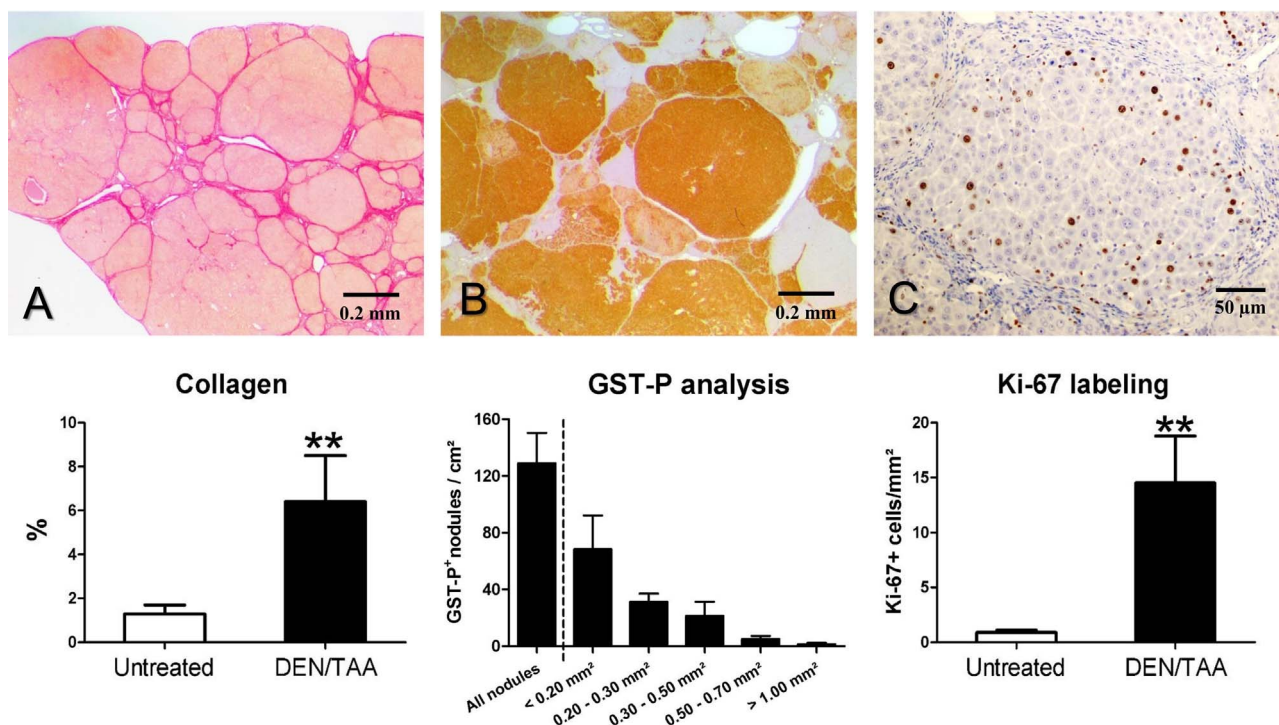 A
0.2 mm
B
0.2 mm
C
50 µm
Collagen
%
10
8
6
4
2
0
**
Untreated
DEN/TAA
GST-P analysis
GST-P⁺nodules / cm²
160
120
80
40
0
All nodules
< 0.20 mm²
0.20 - 0.30 mm²
0.30 - 0.50 mm²
0.50 - 0.70 mm²
> 1.00 mm²
Ki-67 labeling
Ki-67+ cells/mm²
20
15
10
5
0
**
Untreated
DEN/TAA